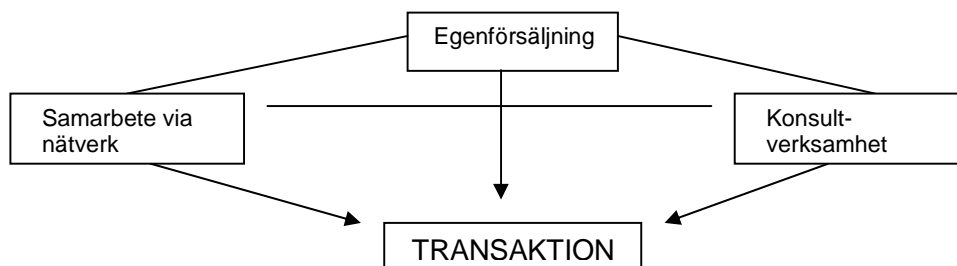 Egenförsäljning
Samarbete via
nätverk
Konsult-
verksamhet
TRANSAKTION